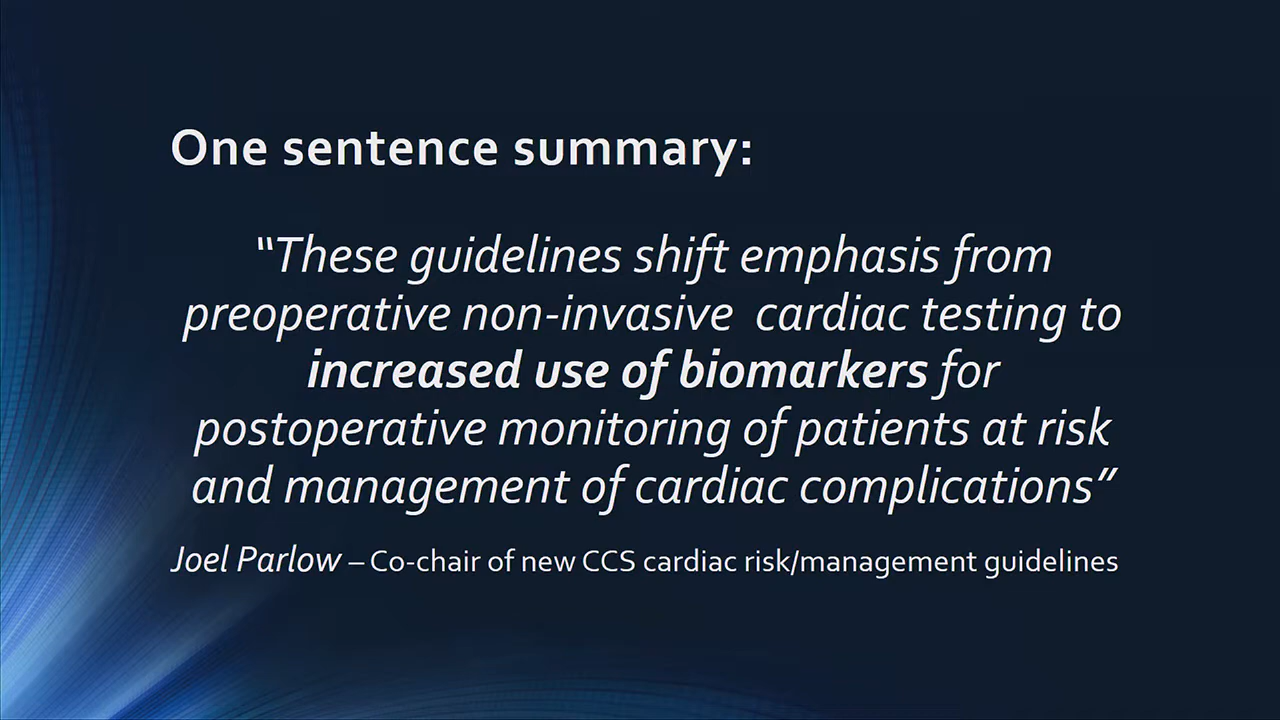 One sentence summary:
“These guidelines shift emphasis from
preoperative non-invasive cardiac testing to
increased use of biomarkers for
postoperative monitoring of patients at risk
and management of cardiac complications”
Joel Parlow – Co-chair of new CCS cardiac risk/management guidelines